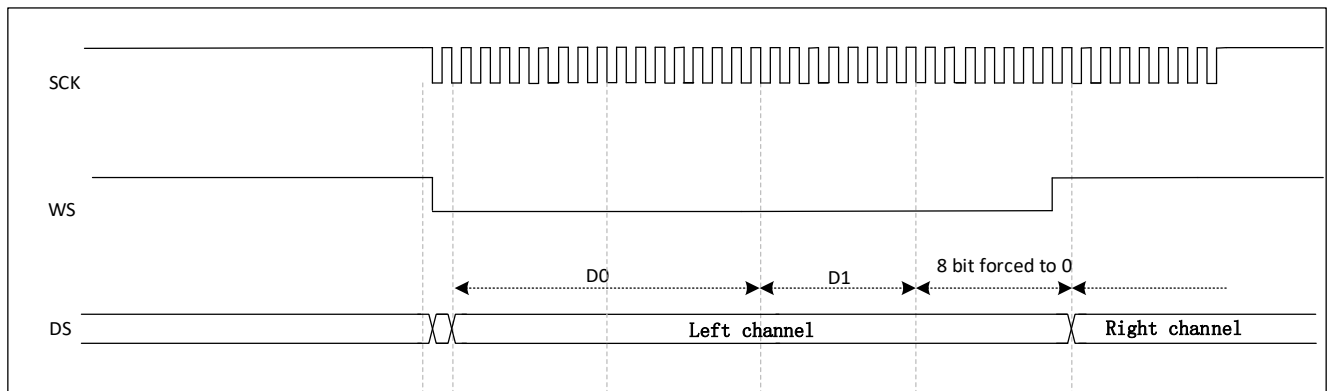 SCK
WS
D0
D1
8 bit forced to 0
DS
Left channel
Right channel